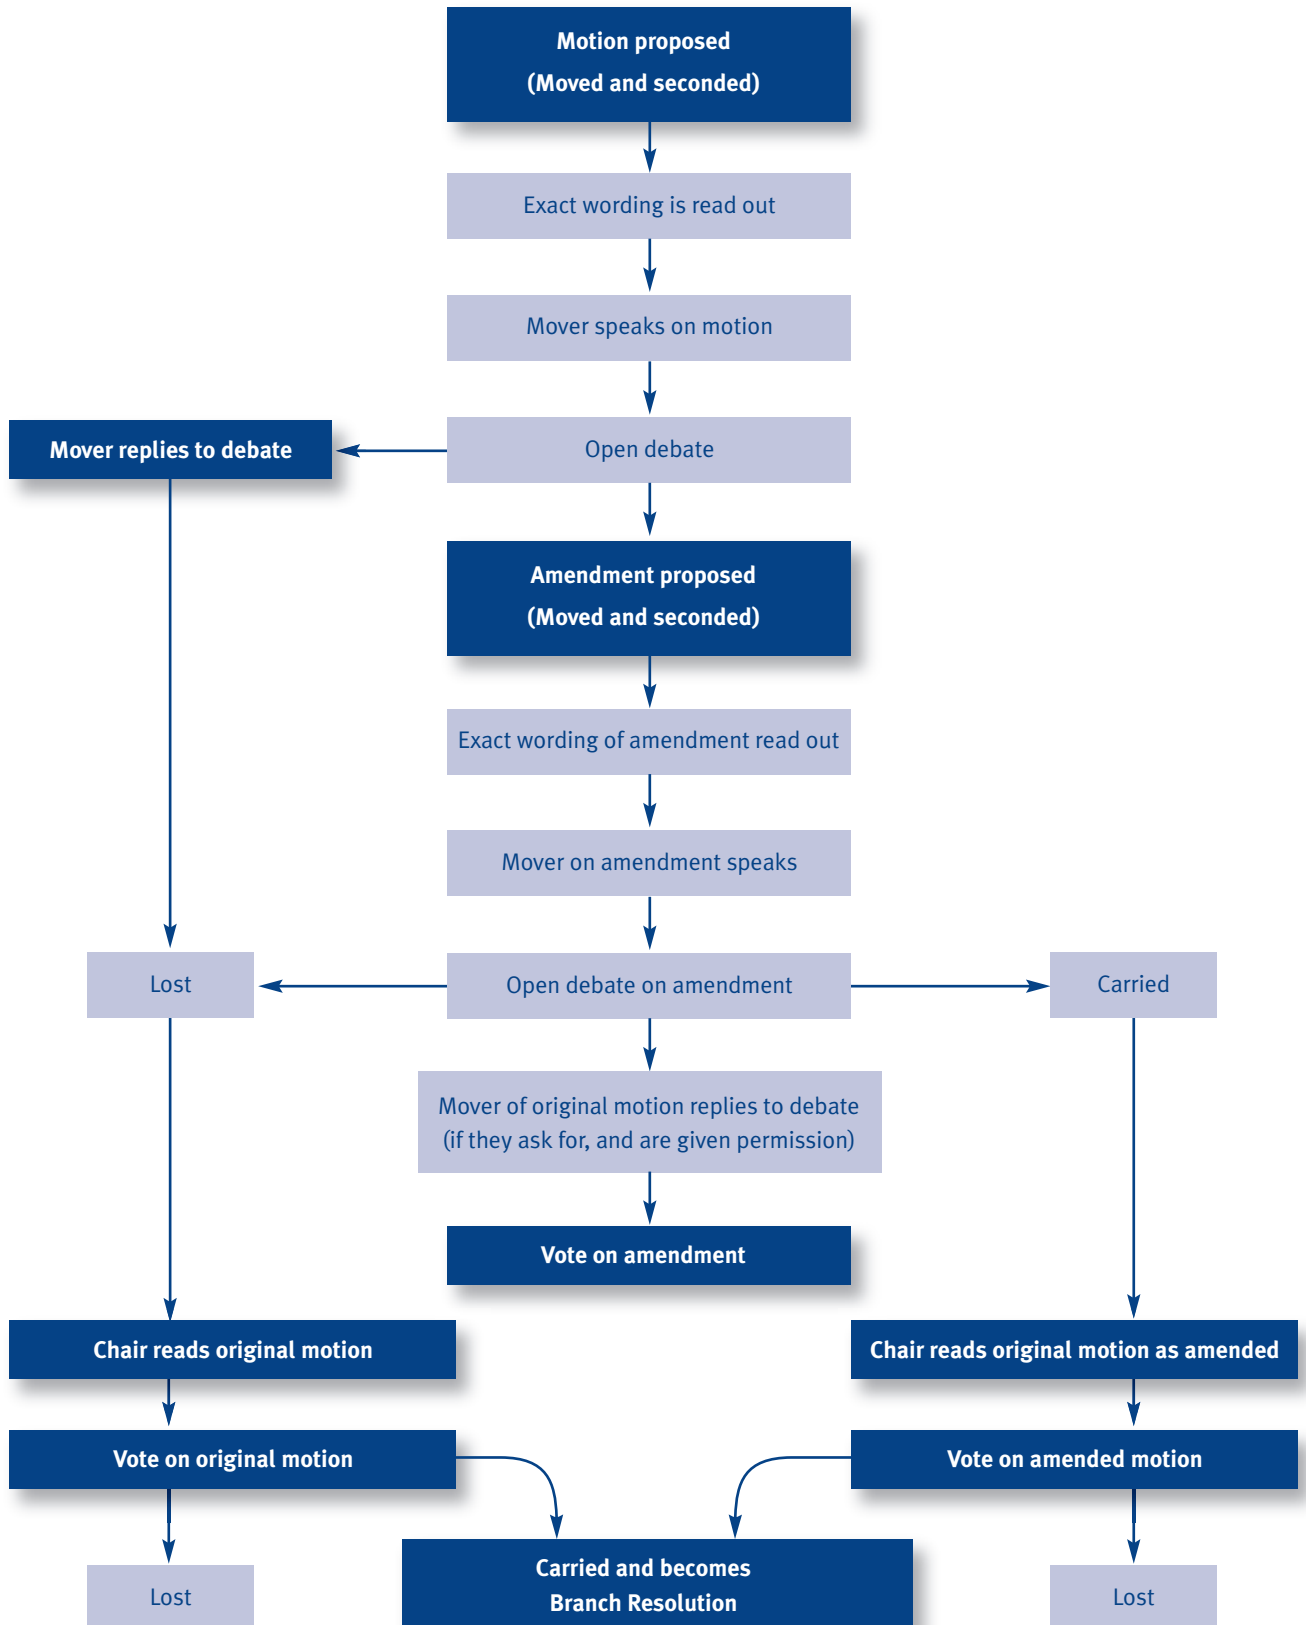 Motion proposed
(Moved and seconded)
Exact wording is read out
Mover speaks on motion
Mover replies to debate
Open debate
Amendment proposed
(Moved and seconded)
Exact wording of amendment read out
Mover on amendment speaks
Lost
Open debate on amendment
Carried
Mover of original motion replies to debate
(if they ask for, and are given permission)
Vote on amendment
Chair reads original motion
Chair reads original motion as amended
Vote on original motion
Vote on amended motion
Lost
Carried and becomes
Branch Resolution
Lost